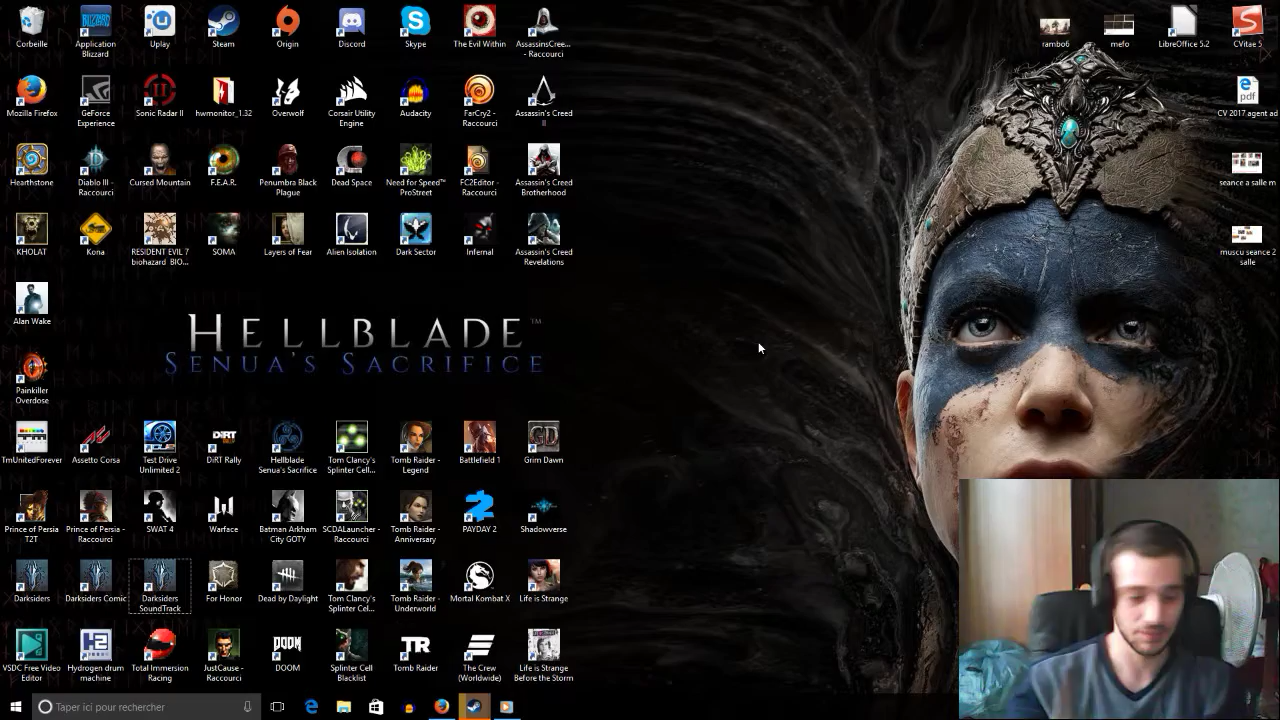 Corbeille
Application
Blizzard
Uplay
Steam
Origin
Discord
Skype
The Evil Within
AssassinsCree...
- Raccourci
rambo6
mefo
LibreOffice 5.2
CVitae 5
Mozilla Firefox
GeForce
Experience
Sonic Radar II
hwmonitor_1.32
Overwolf
Corsair Utility
Engine
Audacity
FarCry2 -
Raccourci
Assassin's Creed
II
pdf
CV 2017 agent ad
Hearthstone
Diablo III -
Raccourci
Cursed Mountain
F.E.A.R.
Penumbra Black
Plague
Dead Space
Need for Speed™
ProStreet
FC2Editor -
Raccourci
Assassin's Creed
Brotherhood
seance a salle m
KHOLAT
Kona
RESIDENT EVIL 7
biohazard BIO...
SOMA
Layers of Fear
Alien Isolation
Dark Sector
Infernal
Assassin's Creed
Revelations
muscu seance 2
salle
Alan Wake
HELLBLADE™
SENUA'S SACRIFICE
Painkiller
Overdose
TmUnitedForever
Assetto Corsa
Test Drive
Unlimited 2
DiRT
RALLY
DiRT Rally
Hellblade
Senua's Sacrifice
Tom Clancy's
Splinter Cell...
Tomb Raider -
Legend
Battlefield 1
GD
Grim Dawn
Prince of Persia
T2T
Prince of Persia -
Raccourci
SWAT 4
Warface
Batman Arkham
City GOTY
SCDALauncher -
Raccourci
Tomb Raider -
Anniversary
PAYDAY 2
Shadowverse
Darksiders
Darksiders Comic
Darksiders
SoundTrack
For Honor
Dead by Daylight
Tom Clancy's
Splinter Cel...
Tomb Raider -
Underworld
Mortal Kombat X
Life is Strange
VSDC Free Video
Editor
H2
Hydrogen drum
machine
Total Immersion
Racing
JustCause -
Raccourci
DOOM
DOOM
Splinter Cell
Blacklist
TR
Tomb Raider
The Crew
(Worldwide)
Life is Strange
Before the Storm
Taper ici pour rechercher